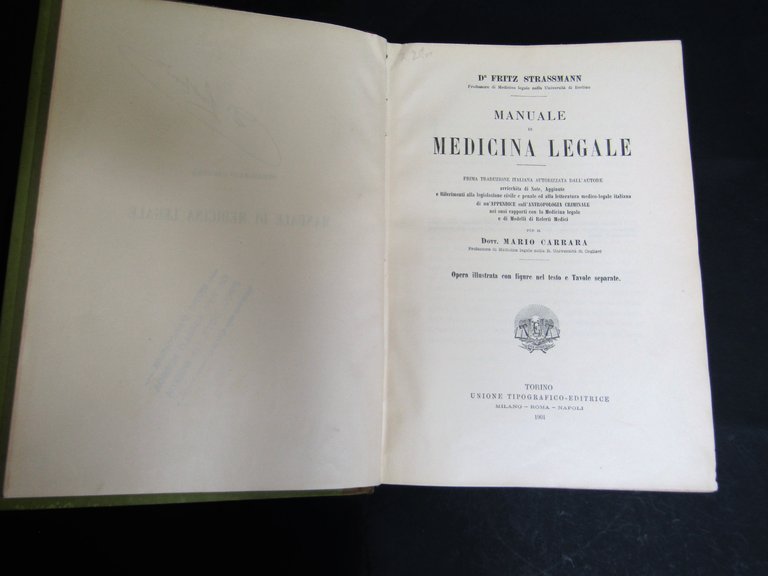 Dr FRITZ STRASSMANN
Professore di Medicina legale nella Università di Berlino
MANUALE
DI
MEDICINA LEGALE
PRIMA TRADUZIONE ITALIANA AUTORIZZATA DALL'AUTORE
arricchita di Note, Aggiunte
e Riferimenti alla legislazione civile e penale ed alla letteratura medico-legale italiana
di un'APPENDICE sull'ANTROPOLOGIA CRIMINALE
nei suoi rapporti con la Medicina legale
e di Modelli di Referti Medici
PER IL
Dott. MARIO CARRARA
Professore di Medicina legale nella R. Università di Cagliari
Opera illustrata con figure nel testo e Tavole separate.
TORINO
UNIONE TIPOGRAFICO-EDITRICE
MILANO – ROMA – NAPOLI
1901
MANUALE DI MEDICINA LEGALE